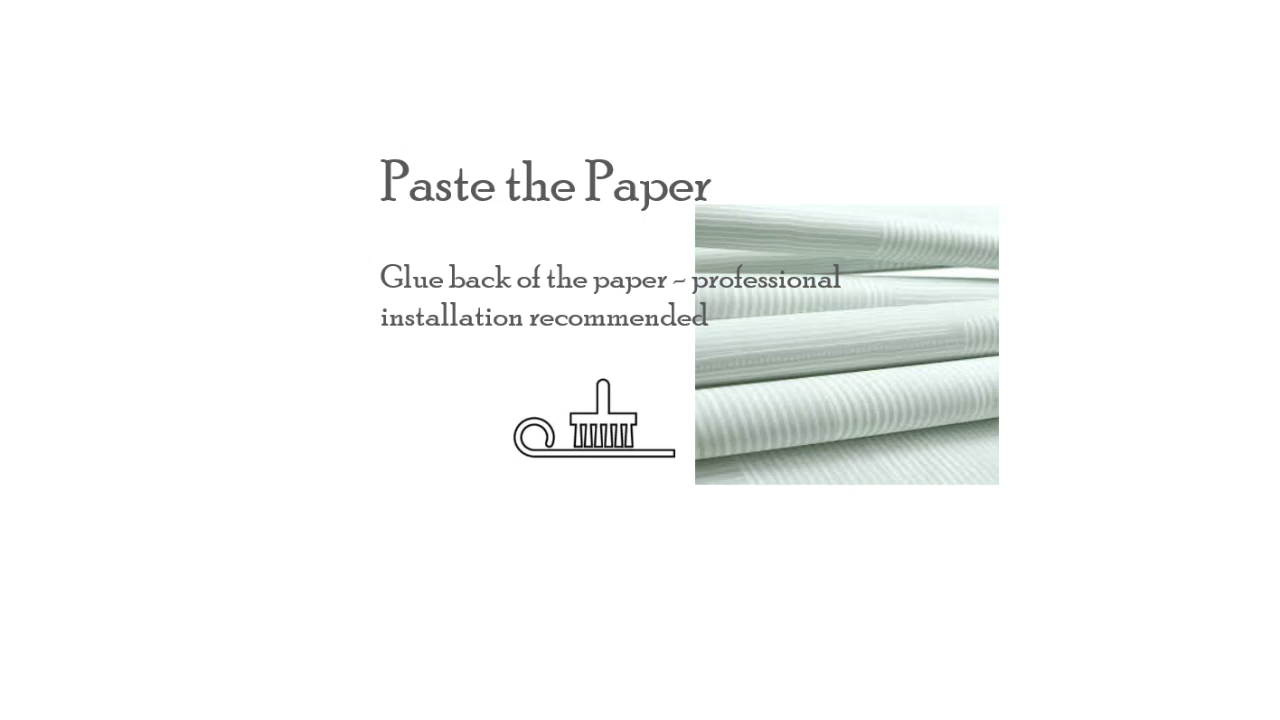 Paste the Paper
Glue back of the paper - professional
installation recommended